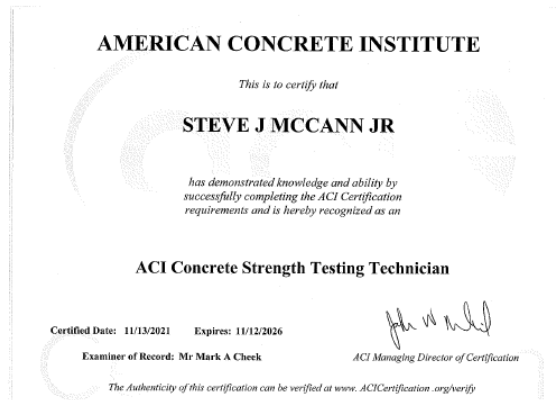 AMERICAN CONCRETE INSTITUTE
This is to certify that
STEVE J MCCANN JR
has demonstrated knowledge and ability by
successfully completing the ACI Certification
requirements and is hereby recognized as an
ACI Concrete Strength Testing Technician
Certified Date: 11/13/2021 Expires: 11/12/2026
Examiner of Record: Mr Mark A Cheek
ACI Managing Director of Certification
The Authenticity of this certification can be verified at www. ACICertification .org/verify